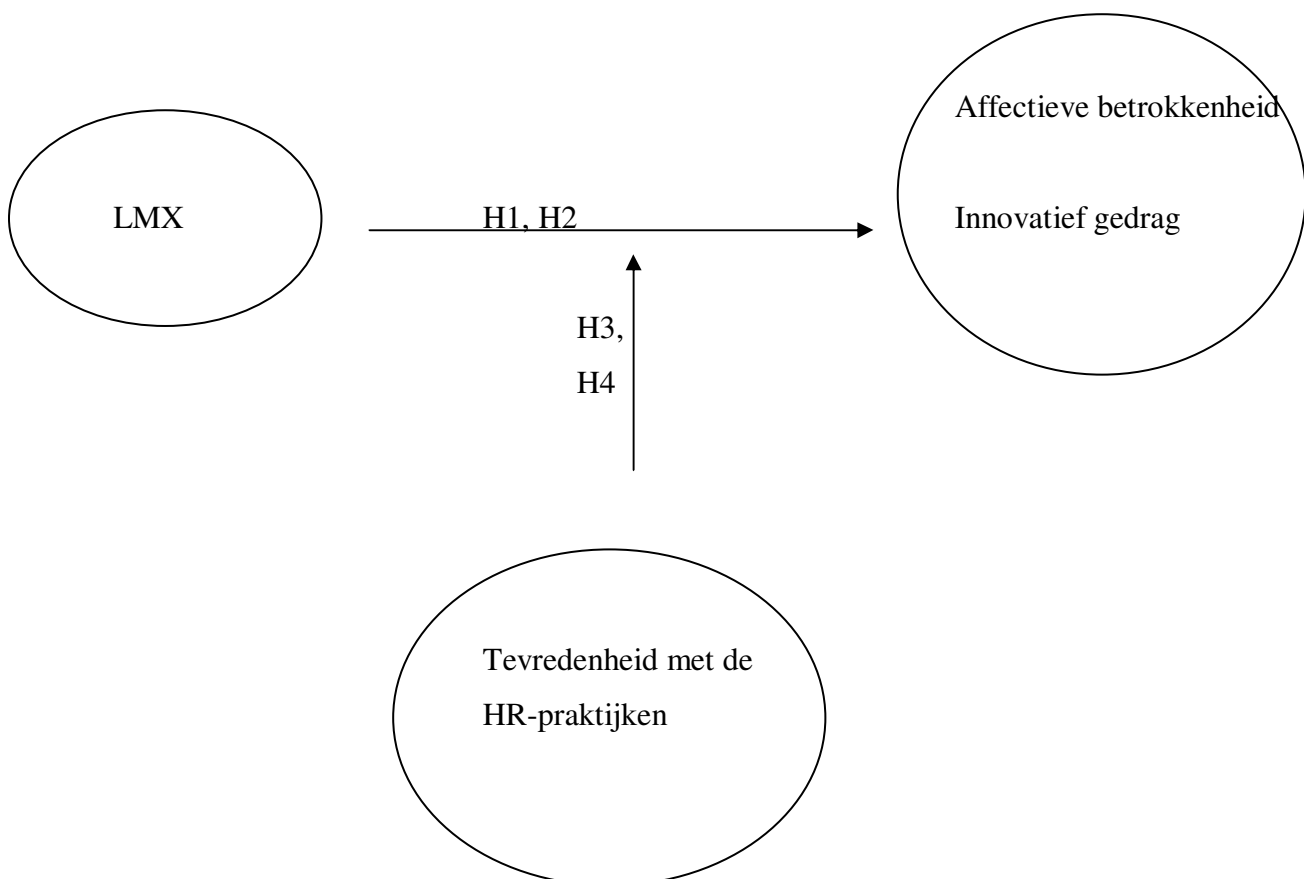 Affectieve betrokkenheid
LMX
H1, H2
Innovatief gedrag
H3,
H4
Tevredenheid met de
HR-praktijken